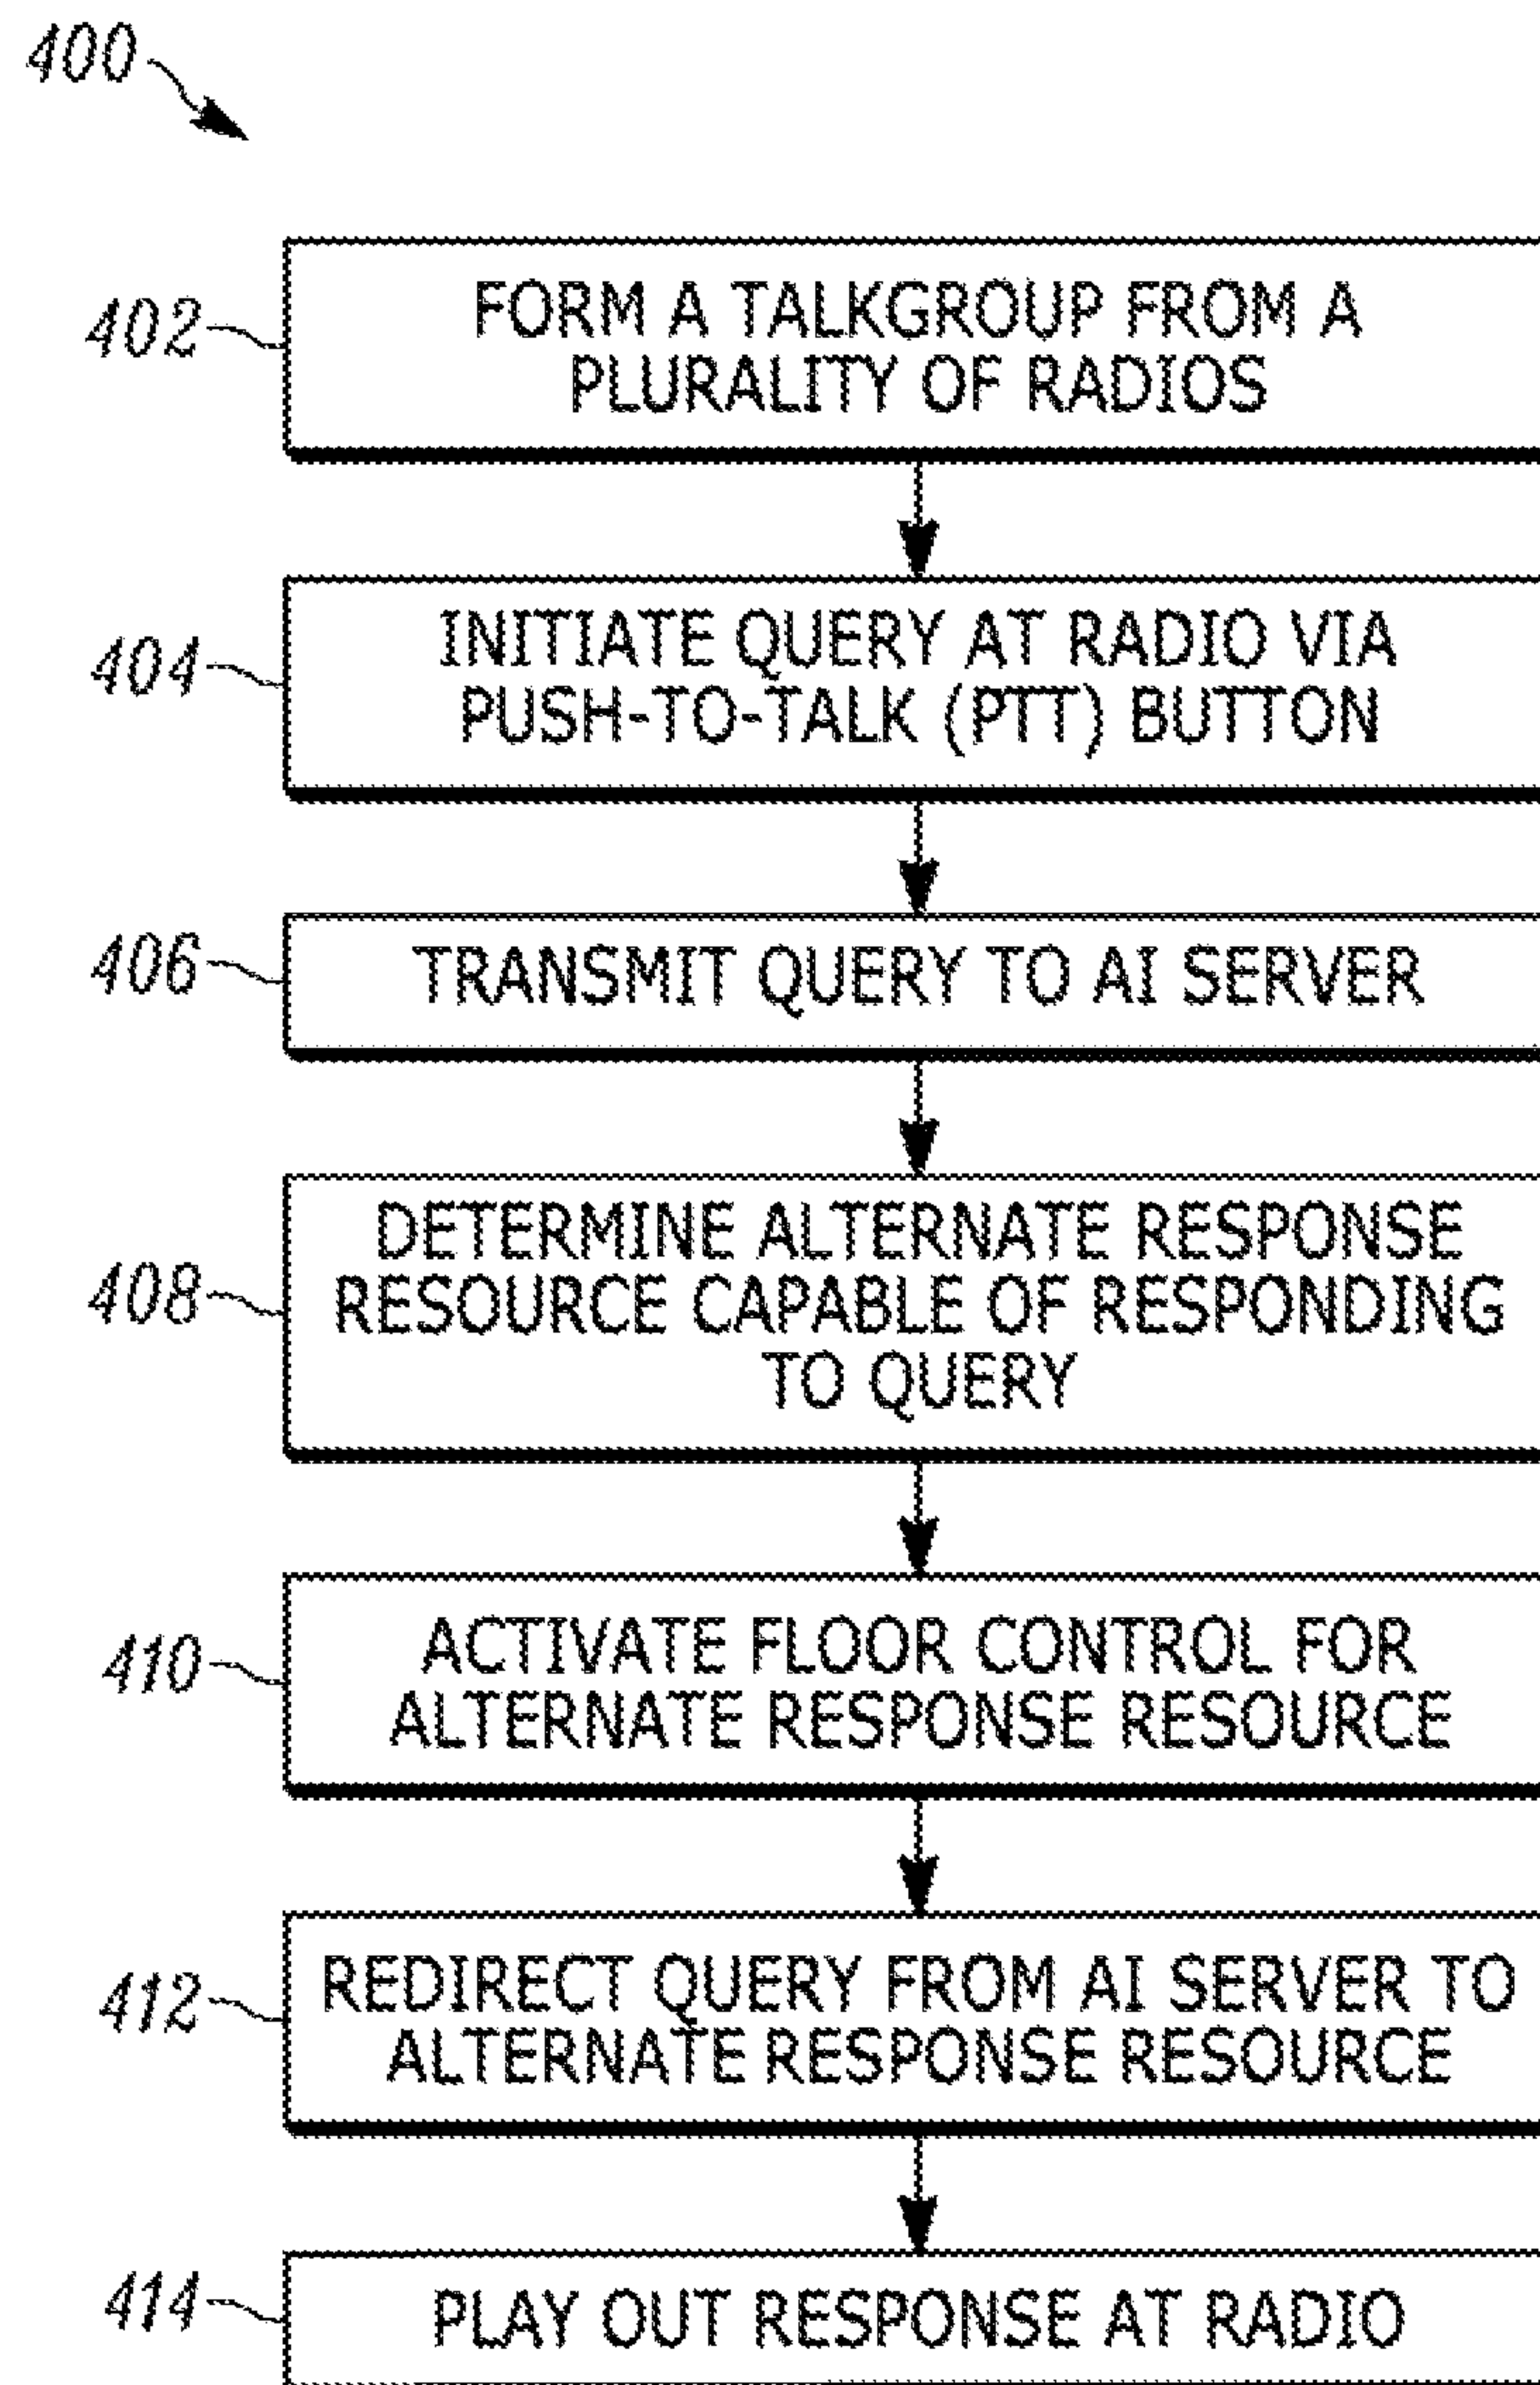 400
402
FORM A TALKGROUP FROM A
PLURALITY OF RADIOS
404
INITIATE QUERY AT RADIO VIA
PUSH-TO-TALK (PTT) BUTTON
406
TRANSMIT QUERY TO AI SERVER
408
DETERMINE ALTERNATE RESPONSE
RESOURCE CAPABLE OF RESPONDING
TO QUERY
410
ACTIVATE FLOOR CONTROL FOR
ALTERNATE RESPONSE RESOURCE
412
REDIRECT QUERY FROM AI SERVER TO
ALTERNATE RESPONSE RESOURCE
414
PLAY OUT RESPONSE AT RADIO